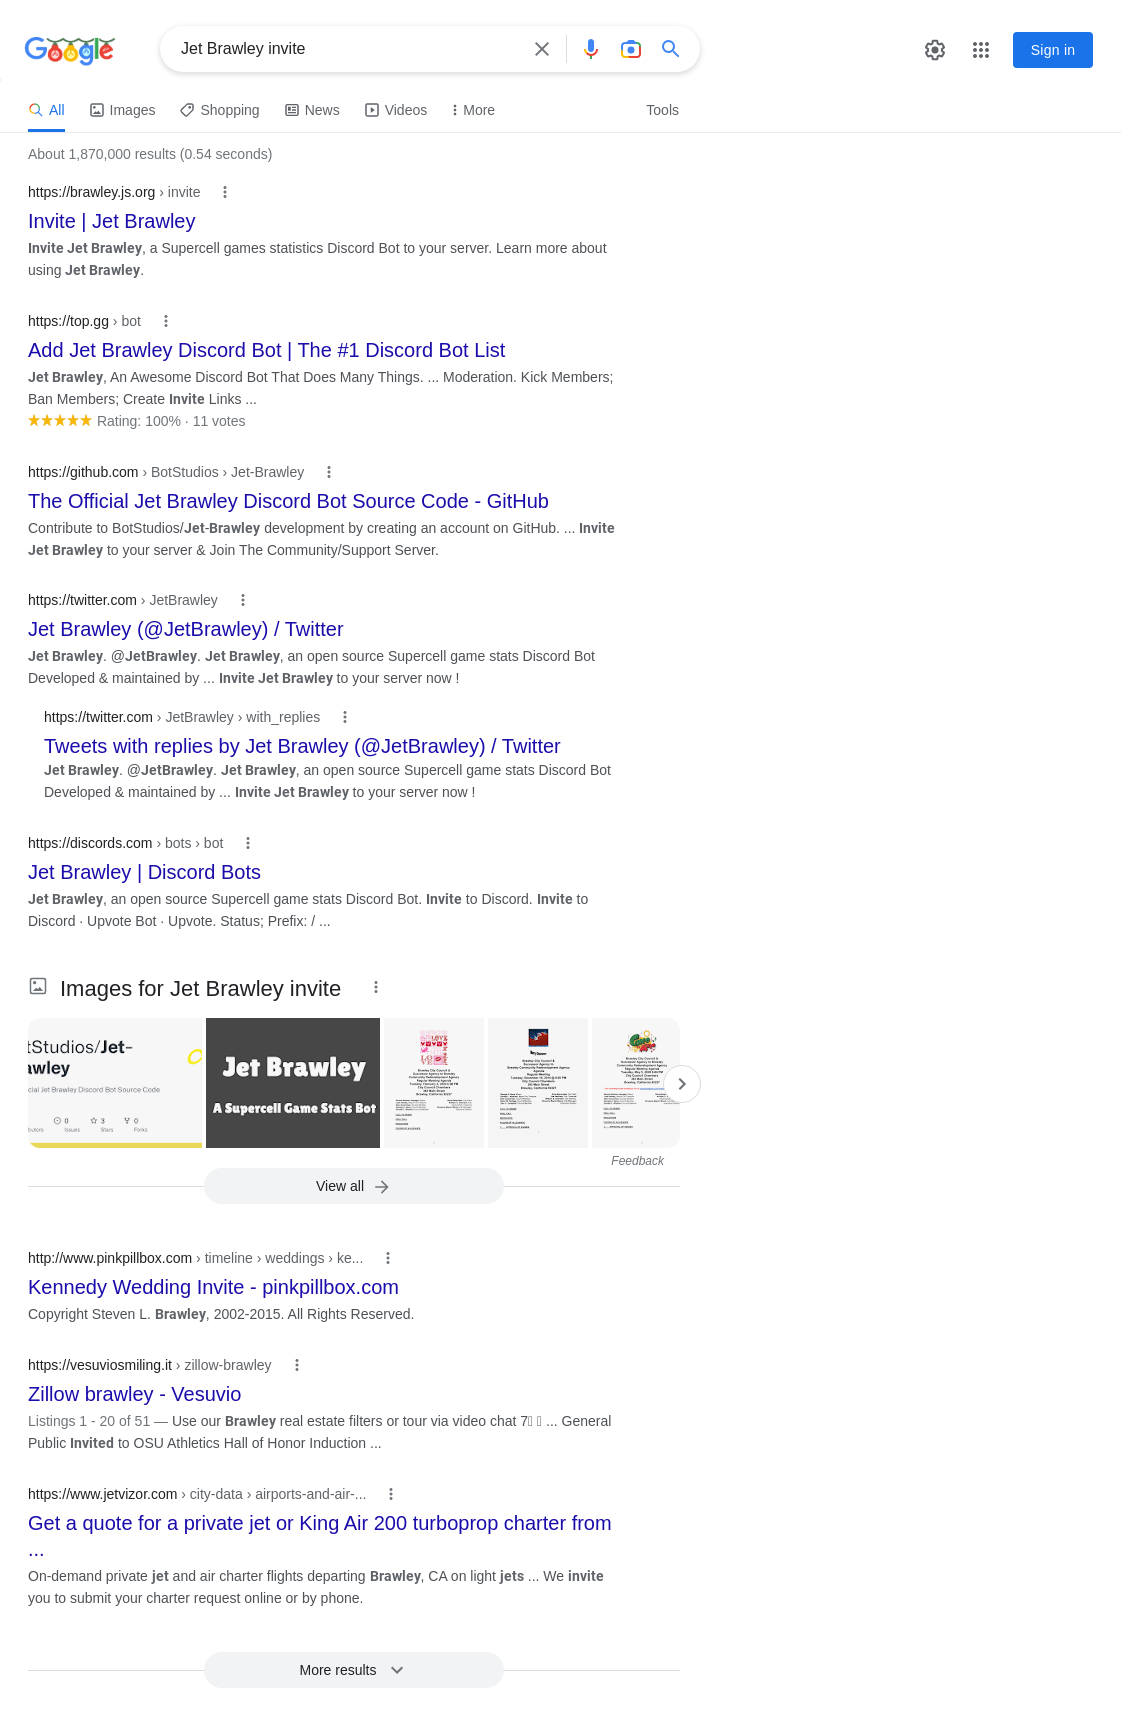 Google
Jet Brawley invite
Sign in
All
Images
Shopping
News
Videos
More
Tools
About 1,870,000 results (0.54 seconds)
https://brawley.js.org › invite
Invite | Jet Brawley
Invite Jet Brawley, a Supercell games statistics Discord Bot to your server. Learn more about
using Jet Brawley.
https://top.gg › bot
Add Jet Brawley Discord Bot | The #1 Discord Bot List
Jet Brawley, An Awesome Discord Bot That Does Many Things. ... Moderation. Kick Members;
Ban Members; Create Invite Links ...
Rating: 100% · 11 votes
https://github.com › BotStudios › Jet-Brawley
The Official Jet Brawley Discord Bot Source Code - GitHub
Contribute to BotStudios/Jet-Brawley development by creating an account on GitHub. ... Invite
Jet Brawley to your server & Join The Community/Support Server.
https://twitter.com › JetBrawley
Jet Brawley (@JetBrawley) / Twitter
Jet Brawley. @JetBrawley. Jet Brawley, an open source Supercell game stats Discord Bot
Developed & maintained by ... Invite Jet Brawley to your server now !
https://twitter.com › JetBrawley › with_replies
Tweets with replies by Jet Brawley (@JetBrawley) / Twitter
Jet Brawley. @JetBrawley. Jet Brawley, an open source Supercell game stats Discord Bot
Developed & maintained by ... Invite Jet Brawley to your server now !
https://discords.com › bots › bot
Jet Brawley | Discord Bots
Jet Brawley, an open source Supercell game stats Discord Bot. Invite to Discord. Invite to
Discord · Upvote Bot · Upvote. Status; Prefix: / ...
Images for Jet Brawley invite
tStudios/Jet-
awley
cial Jet Brawley Discord Bot Source Code
0
Issues
3
Stars
0
Forks
Jet Brawley
A Supercell Game Stats Bot
Feedback
View all
http://www.pinkpillbox.com › timeline › weddings › ke...
Kennedy Wedding Invite - pinkpillbox.com
Copyright Steven L. Brawley, 2002-2015. All Rights Reserved.
https://vesuviosmiling.it › zillow-brawley
Zillow brawley - Vesuvio
Listings 1 - 20 of 51 — Use our Brawley real estate filters or tour via video chat 7 ... General
Public Invited to OSU Athletics Hall of Honor Induction ...
https://www.jetvizor.com › city-data › airports-and-air-...
Get a quote for a private jet or King Air 200 turboprop charter from
...
On-demand private jet and air charter flights departing Brawley, CA on light jets ... We invite
you to submit your charter request online or by phone.
More results